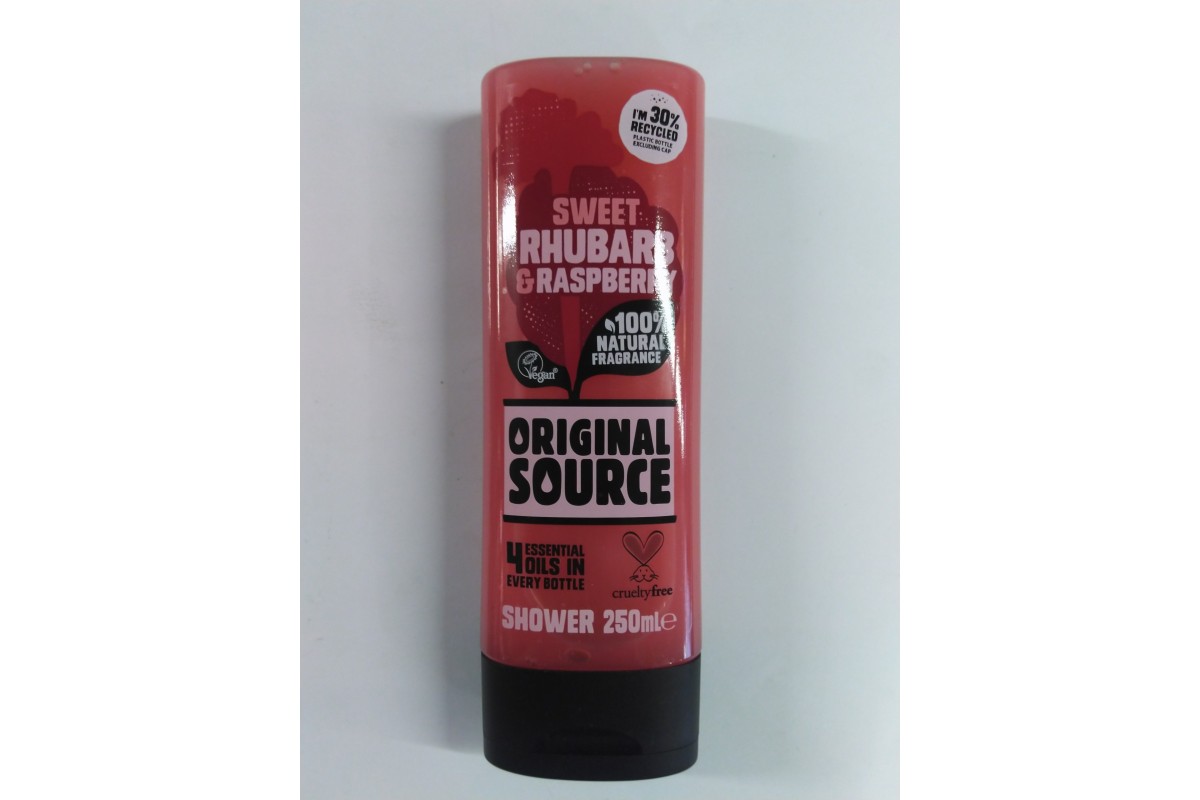 I'M 30%
RECYCLED
PLASTIC BOTTLE
EXCLUDING CAP
SWEET
RHUBARB
& RASPBERRY
100%
NATURAL
FRAGRANCE
Vegan®
ORIGINAL
SOURCE
4 ESSENTIAL
OILS IN
EVERY BOTTLE
crueltyfree
SHOWER 250ml℮